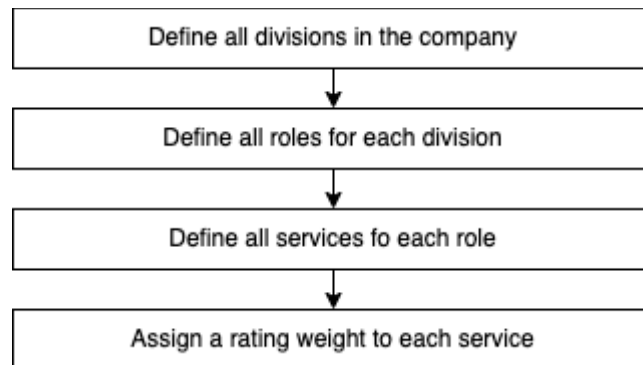 Define all divisions in the company
Define all roles for each division
Define all services fo each role
Assign a rating weight to each service